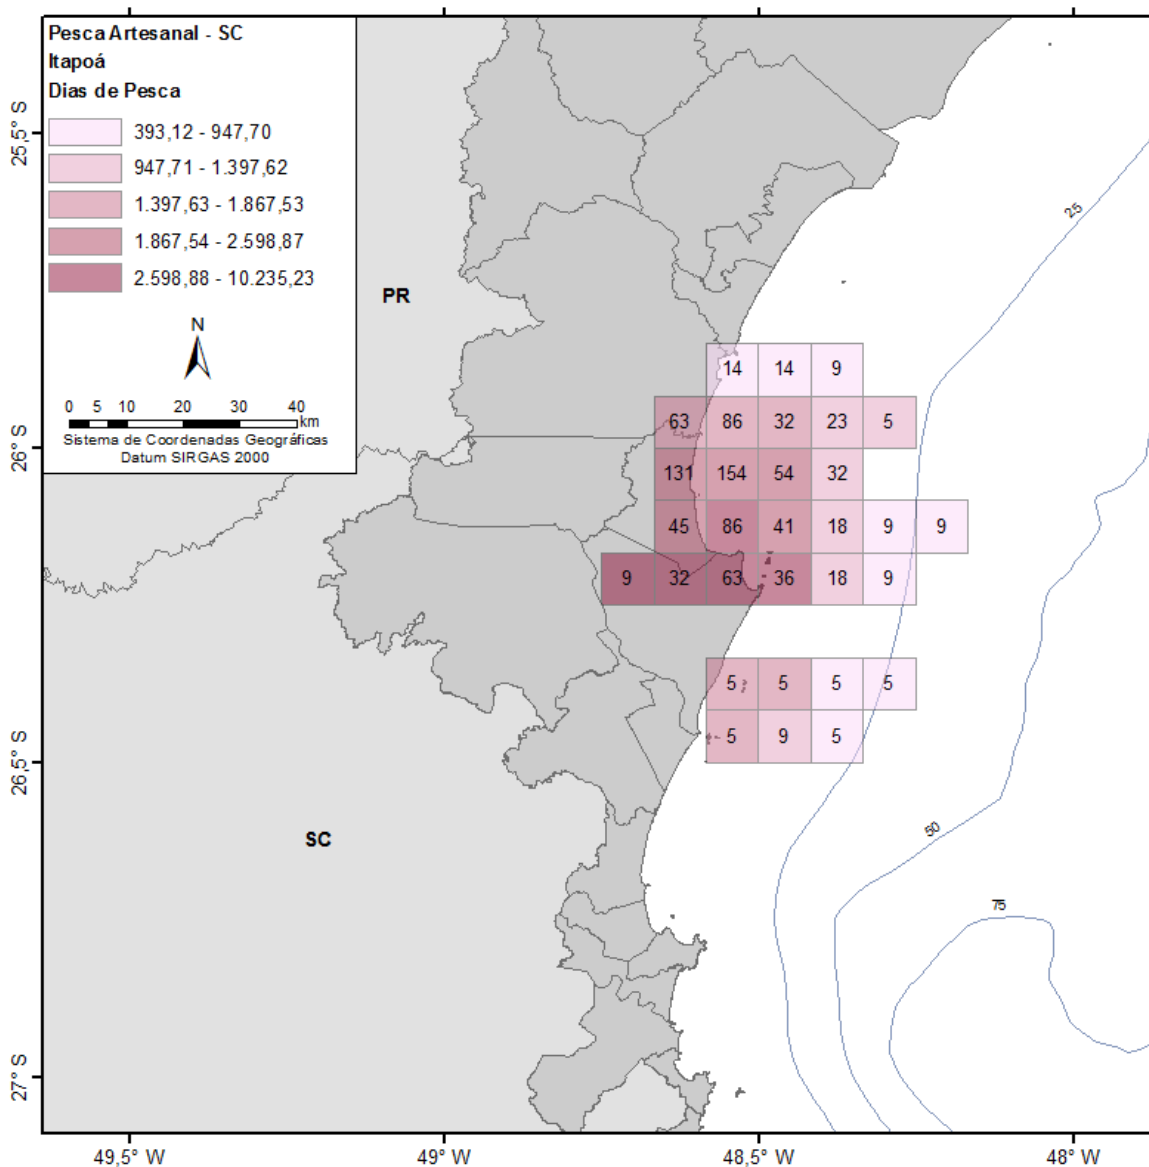 Pesca Artesanal - SC
Itapoá
Dias de Pesca
393,12 - 947,70
947,71 - 1.397,62
1.397,63 - 1.867,53
1.867,54 - 2.598,87
2.598,88 - 10.235,23
N
0 5 10 20 30 40
km
Sistema de Coordenadas Geográficas
Datum SIRGAS 2000
PR
SC
25
50
75
14 14 9
63 86 32 23 5
131 154 54 32
45 86 41 18 9 9
9 32 63 36 18 9
5 5 5 5
5 9 5
25,5° S
26° S
26,5° S
27° S
49,5° W
49° W
48,5° W
48° W